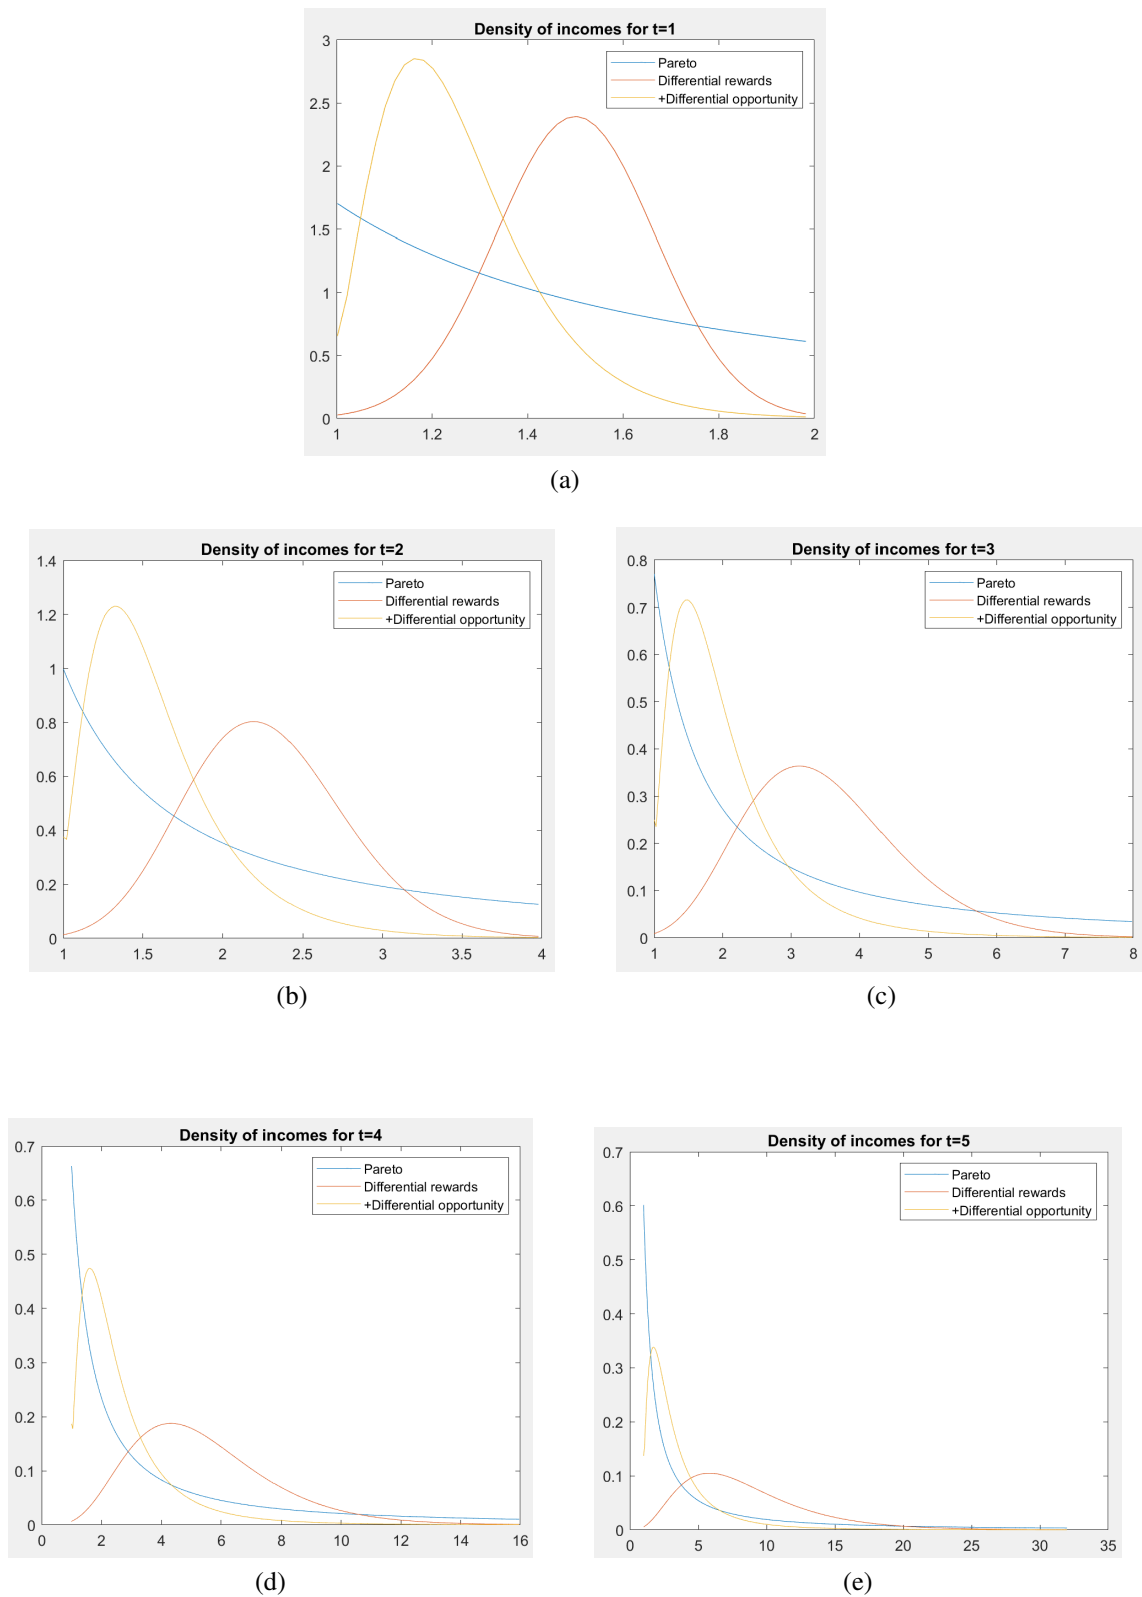 Density of incomes for t=1
3
2.5
2
1.5
1
0.5
0
Pareto
Differential rewards
+Differential opportunity
1 1.2 1.4 1.6 1.8 2
(a)
Density of incomes for t=2
1.4
1.2
1
0.8
0.6
0.4
0.2
0
Pareto
Differential rewards
+Differential opportunity
1 1.5 2 2.5 3 3.5 4
(b)
Density of incomes for t=3
0.8
0.7
0.6
0.5
0.4
0.3
0.2
0.1
0
Pareto
Differential rewards
+Differential opportunity
1 2 3 4 5 6 7 8
(c)
Density of incomes for t=4
0.7
0.6
0.5
0.4
0.3
0.2
0.1
0
Pareto
Differential rewards
+Differential opportunity
0 2 4 6 8 10 12 14 16
(d)
Density of incomes for t=5
0.7
0.6
0.5
0.4
0.3
0.2
0.1
0
Pareto
Differential rewards
+Differential opportunity
0 5 10 15 20 25 30 35
(e)